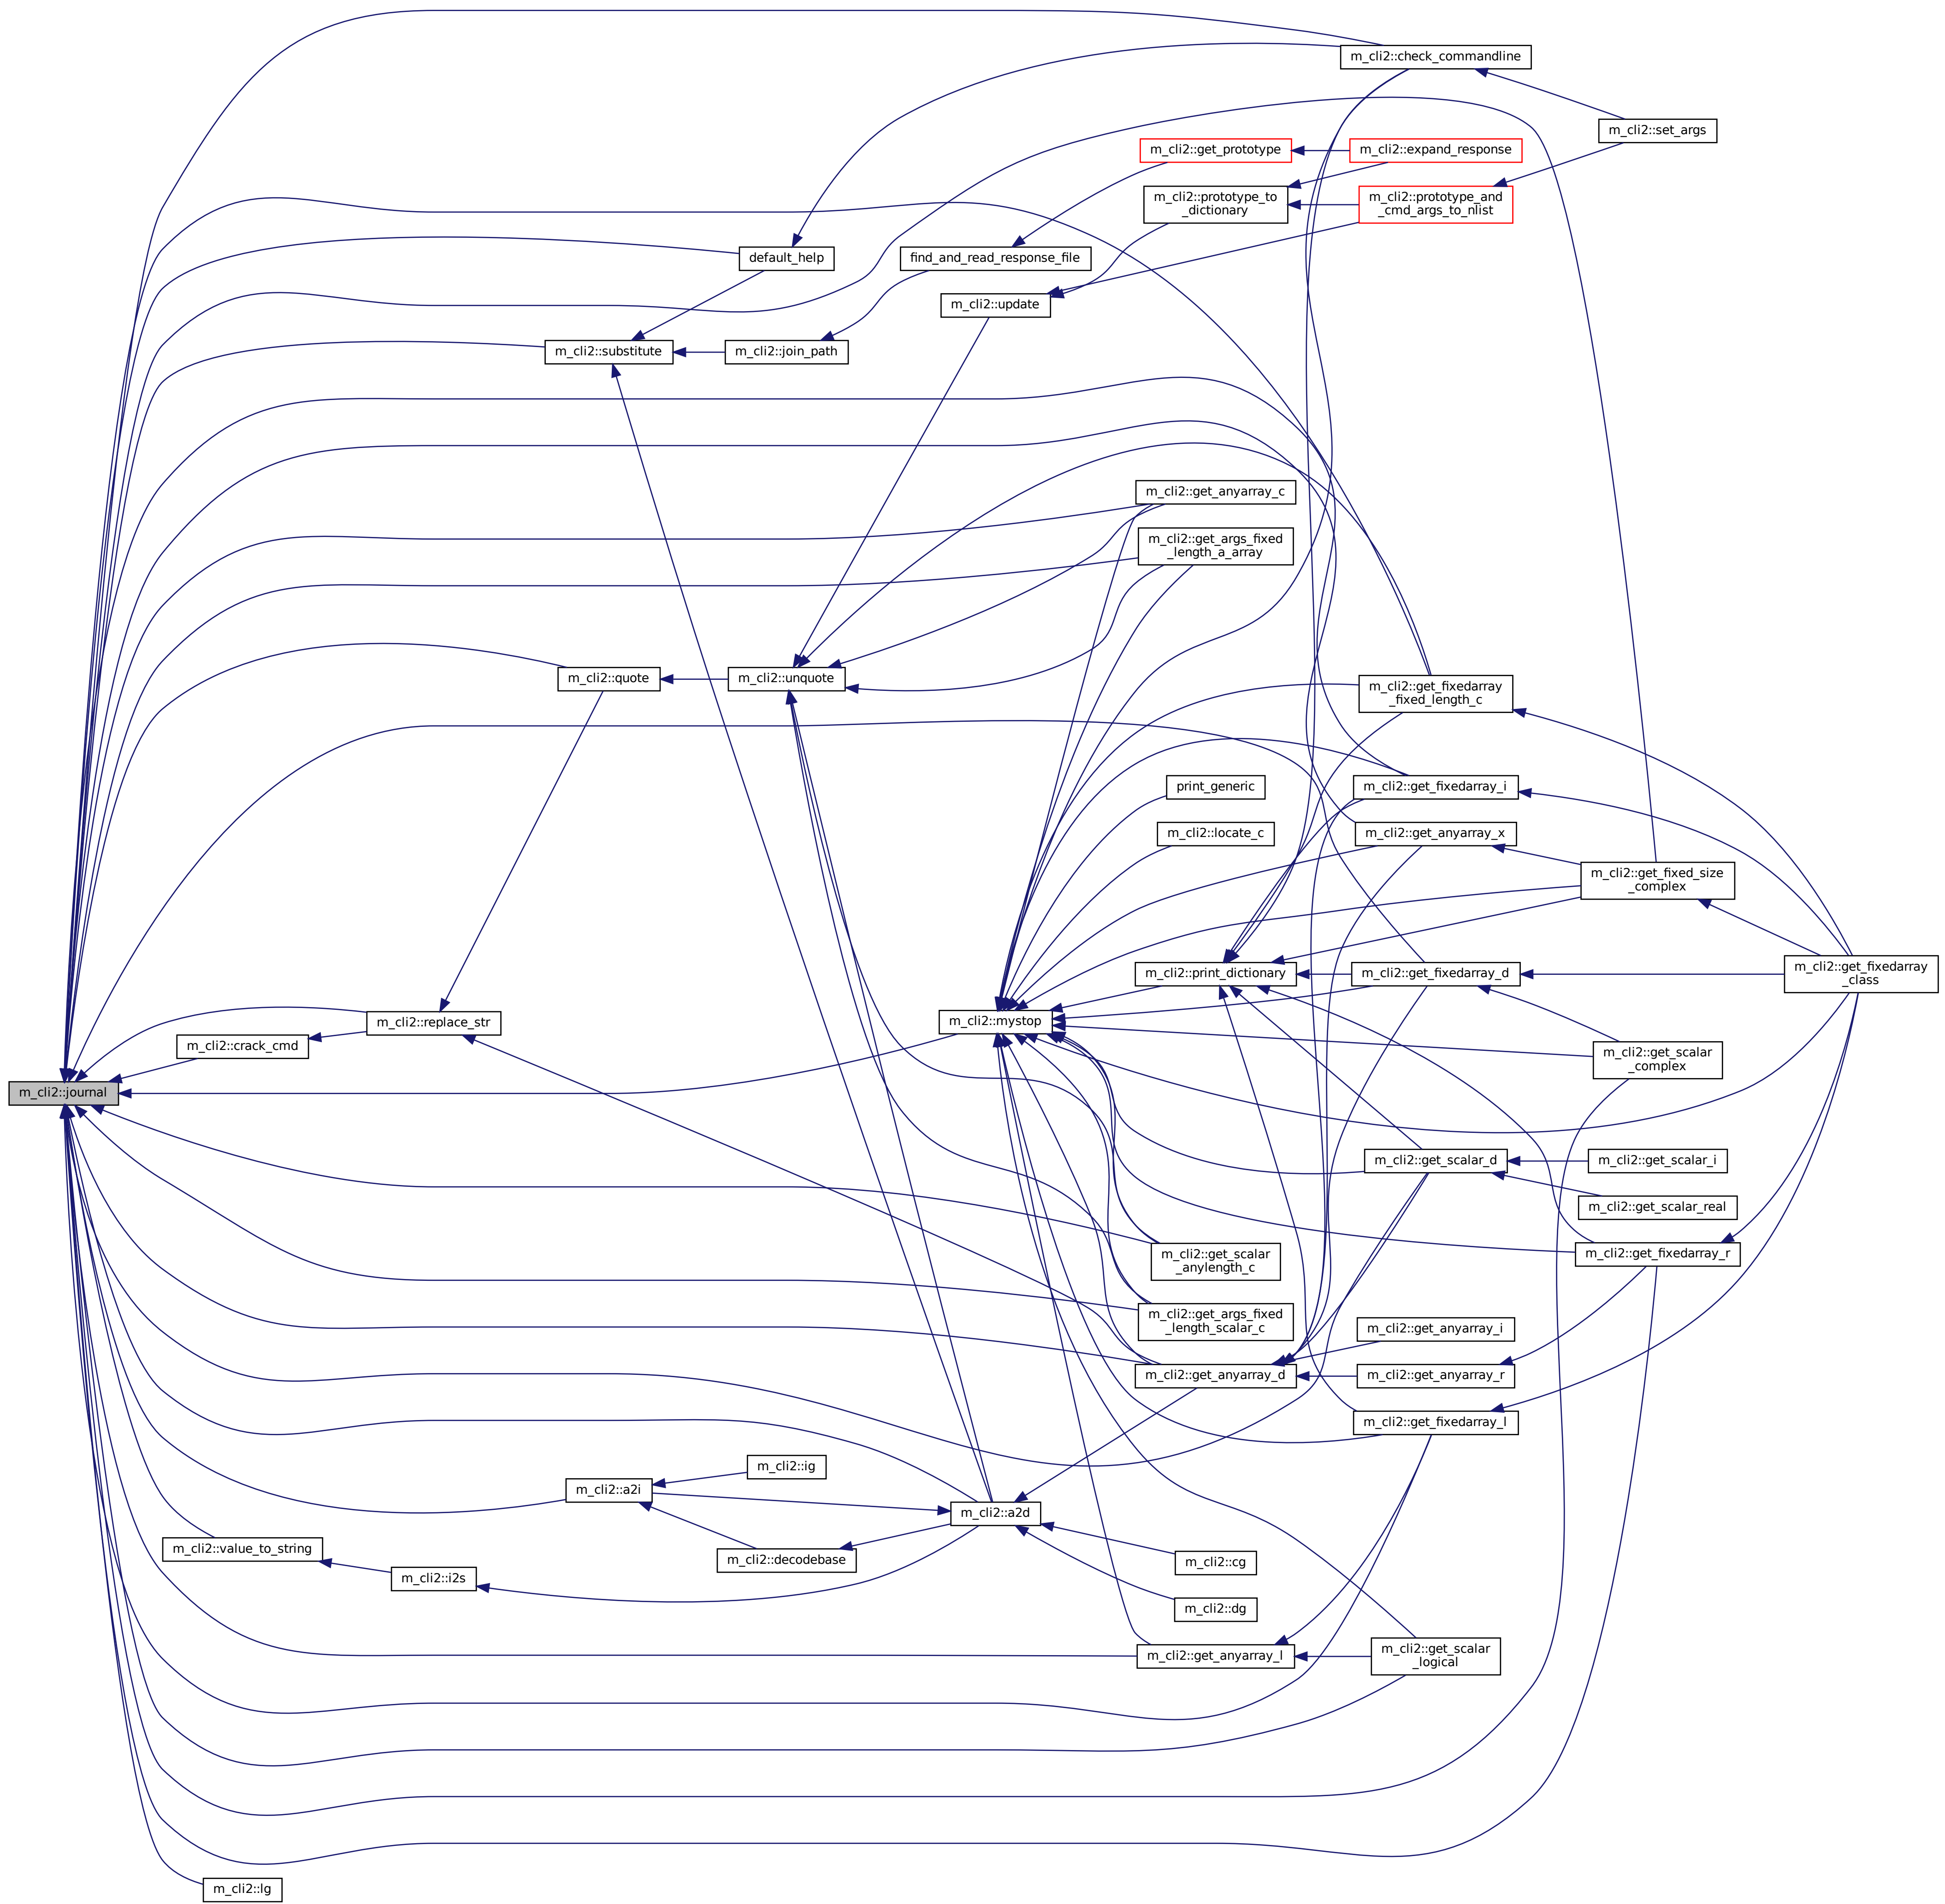 m_cli2::check_commandline
m_cli2::set_args
m_cli2::get_prototype
m_cli2::expand_response
m_cli2::prototype_to
_dictionary
m_cli2::prototype_and
_cmd_args_to_nlist
default_help
find_and_read_response_file
m_cli2::update
m_cli2::substitute
m_cli2::join_path
m_cli2::get_anyarray_c
m_cli2::get_args_fixed
_length_a_array
m_cli2::quote
m_cli2::unquote
m_cli2::get_fixedarray
_fixed_length_c
print_generic
m_cli2::get_fixedarray_i
m_cli2::locate_c
m_cli2::get_anyarray_x
m_cli2::get_fixed_size
_complex
m_cli2::print_dictionary
m_cli2::get_fixedarray_d
m_cli2::get_fixedarray
_class
m_cli2::replace_str
m_cli2::mystop
m_cli2::crack_cmd
m_cli2::get_scalar
_complex
m_cli2::journal
m_cli2::get_scalar_d
m_cli2::get_scalar_i
m_cli2::get_scalar_real
m_cli2::get_scalar
_anylength_c
m_cli2::get_fixedarray_r
m_cli2::get_args_fixed
_length_scalar_c
m_cli2::get_anyarray_i
m_cli2::get_anyarray_d
m_cli2::get_anyarray_r
m_cli2::get_fixedarray_l
m_cli2::ig
m_cli2::a2i
m_cli2::a2d
m_cli2::value_to_string
m_cli2::decodebase
m_cli2::cg
m_cli2::i2s
m_cli2::dg
m_cli2::get_anyarray_l
m_cli2::get_scalar
_logical
m_cli2::lg